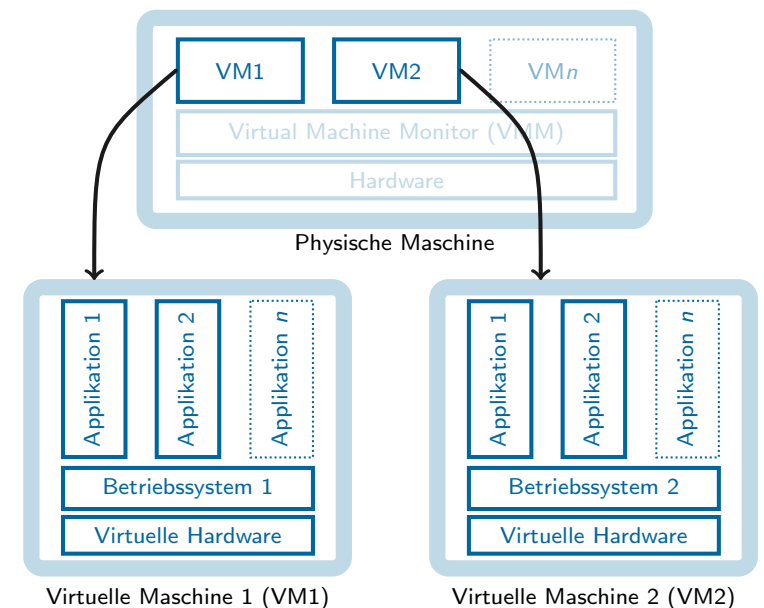 VM1 VM2 VMn
Virtual Machine Monitor (VMM)
Hardware
Physische Maschine
Applikation 1
Applikation 2
Applikation n
Betriebssystem 1
Virtuelle Hardware
Virtuelle Maschine 1 (VM1)
Applikation 1
Applikation 2
Applikation n
Betriebssystem 2
Virtuelle Hardware
Virtuelle Maschine 2 (VM2)